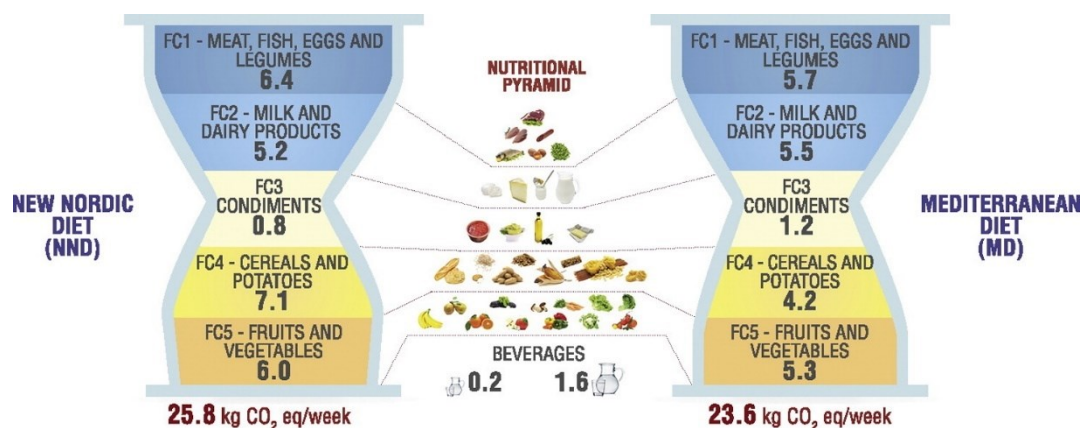 FC1 - MEAT, FISH, EGGS AND
LEGUMES
6.4
FC2 - MILK AND
DAIRY PRODUCTS
5.2
FC3
CONDIMENTS
0.8
FC4 - CEREALS AND
POTATOES
7.1
FC5 - FRUITS AND
VEGETABLES
6.0
NEW NORDIC
DIET
(NND)
25.8 kg CO₂ eq/week
NUTRITIONAL
PYRAMID
BEVERAGES
0.2 1.6
FC1 - MEAT, FISH, EGGS AND
LEGUMES
5.7
FC2 - MILK AND
DAIRY PRODUCTS
5.5
FC3
CONDIMENTS
1.2
FC4 - CEREALS AND
POTATOES
4.2
FC5 - FRUITS AND
VEGETABLES
5.3
MEDITERRANEAN
DIET
(MD)
23.6 kg CO₂ eq/week